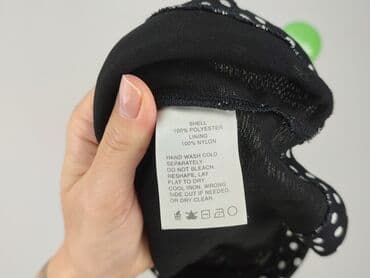 SHELL
100% POLYESTER
LINING
100% NYLON
HAND WASH COLD
SEPARATELY.
DO NOT BLEACH.
RESHAPE, LAY
FLAT TO DRY.
COOL IRON, WRONG
SIDE OUT IF NEEDED
OR DRY CLEAN.